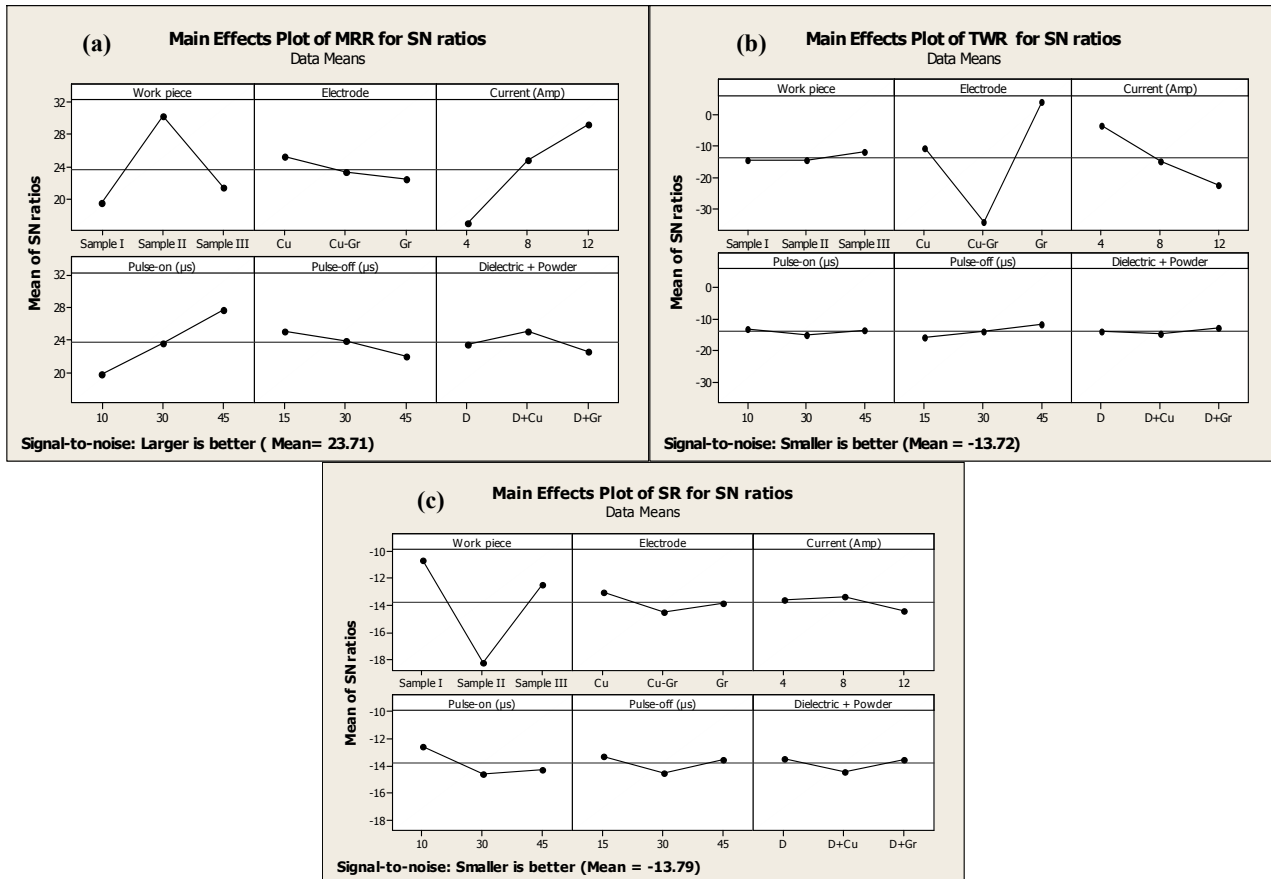 (a) Main Effects Plot of MRR for SN ratios
Data Means
Work piece Electrode Current (Amp)
32
28
24
20
Sample I Sample II Sample III Cu Cu-Gr Gr 4 8 12
Pulse-on (µs) Pulse-off (µs) Dielectric + Powder
32
28
24
20
10 30 45 15 30 45 D D+Cu D+Gr
Mean of SN ratios
Signal-to-noise: Larger is better ( Mean= 23.71)
(b) Main Effects Plot of TWR for SN ratios
Data Means
Work piece Electrode Current (Amp)
0
-10
-20
-30
Sample I Sample II Sample III Cu Cu-Gr Gr 4 8 12
Pulse-on (µs) Pulse-off (µs) Dielectric + Powder
0
-10
-20
-30
10 30 45 15 30 45 D D+Cu D+Gr
Mean of SN ratios
Signal-to-noise: Smaller is better (Mean = -13.72)
(c) Main Effects Plot of SR for SN ratios
Data Means
Work piece Electrode Current (Amp)
-10
-12
-14
-16
-18
Sample I Sample II Sample III Cu Cu-Gr Gr 4 8 12
Pulse-on (µs) Pulse-off (µs) Dielectric + Powder
-10
-12
-14
-16
-18
10 30 45 15 30 45 D D+Cu D+Gr
Mean of SN ratios
Signal-to-noise: Smaller is better (Mean = -13.79)